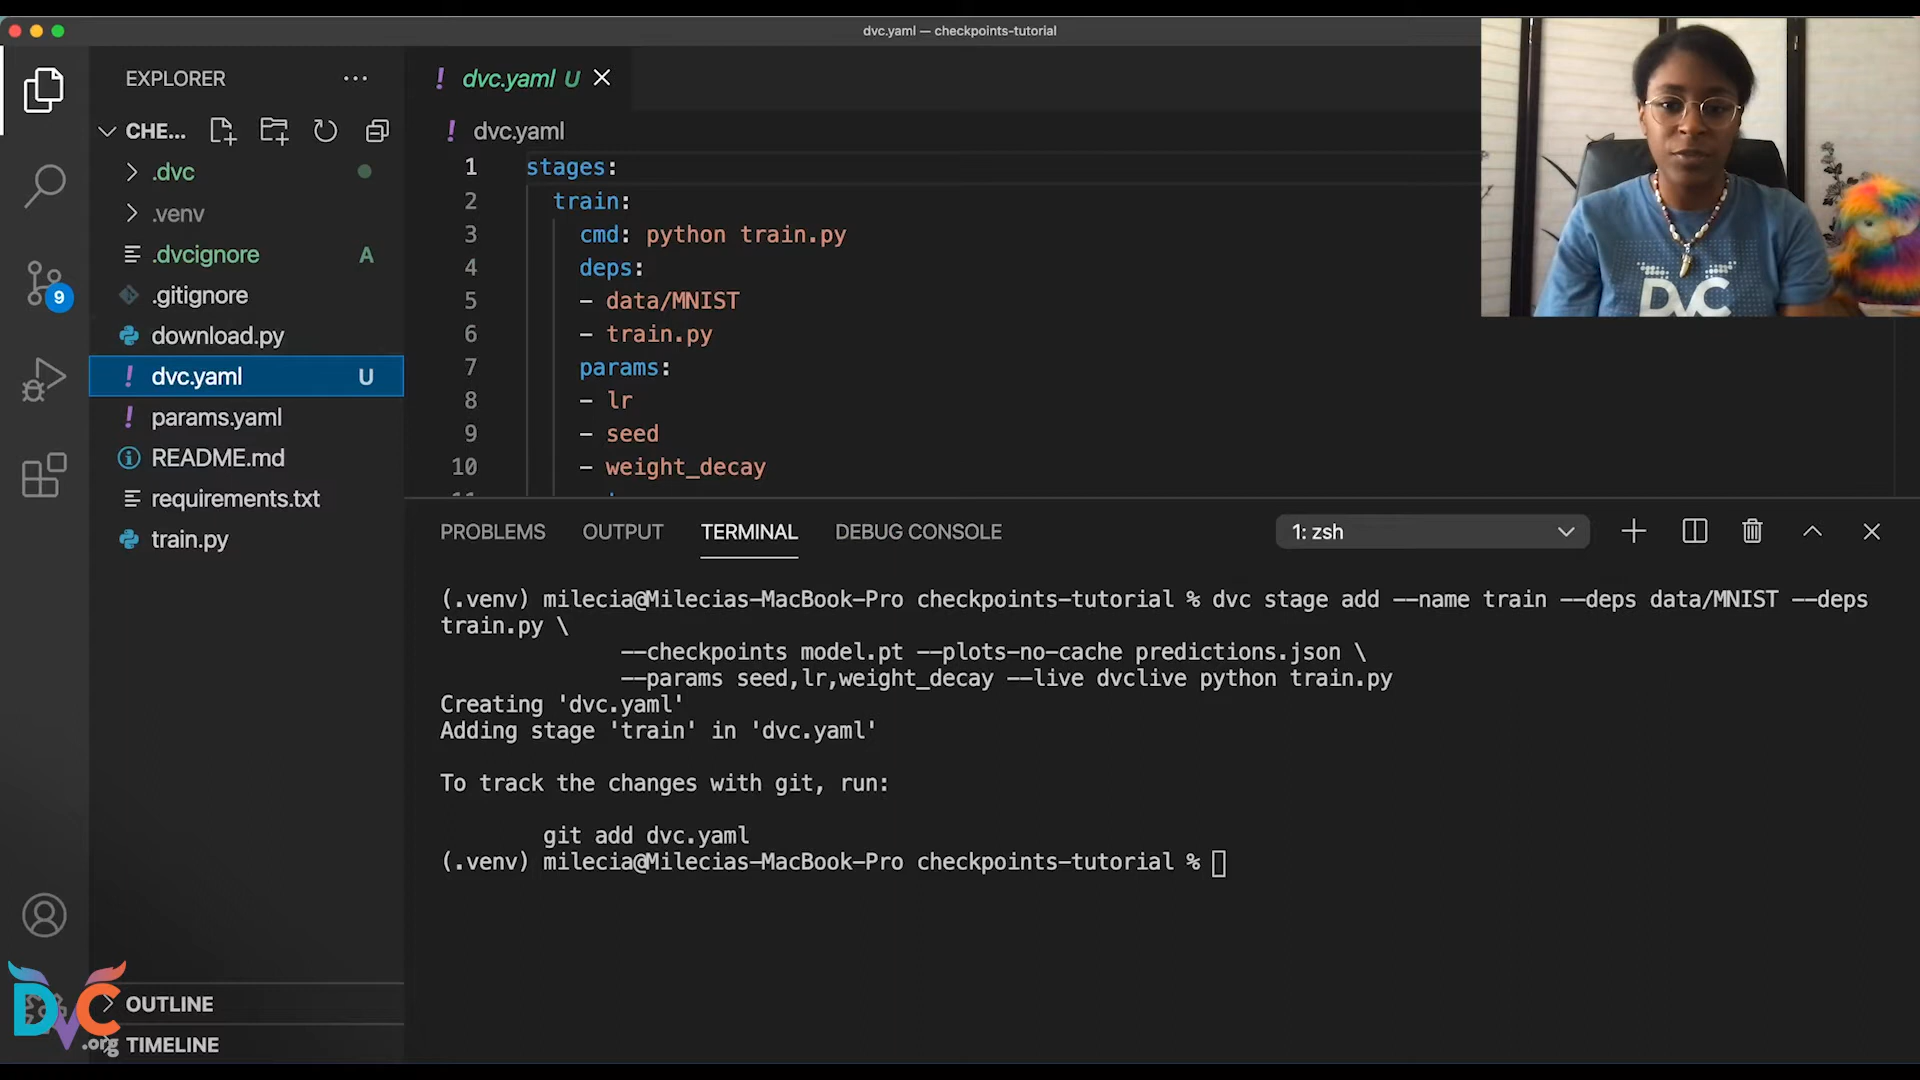 dvc.yaml — checkpoints-tutorial
EXPLORER
CHE...
.dvc
.venv
.dvcignore A
.gitignore
download.py
dvc.yaml U
params.yaml
README.md
requirements.txt
train.py
9
OUTLINE
TIMELINE
DVC
.org
dvc.yaml U
dvc.yaml
1 stages:
2 train:
3 cmd: python train.py
4 deps:
5 - data/MNIST
6 - train.py
7 params:
8 - lr
9 - seed
10 - weight_decay
DVC
PROBLEMS OUTPUT TERMINAL DEBUG CONSOLE 1: zsh
(.venv) milecia@Milecias-MacBook-Pro checkpoints-tutorial % dvc stage add --name train --deps data/MNIST --deps
train.py \
--checkpoints model.pt --plots-no-cache predictions.json \
--params seed,lr,weight_decay --live dvclive python train.py
Creating 'dvc.yaml'
Adding stage 'train' in 'dvc.yaml'
To track the changes with git, run:
git add dvc.yaml
(.venv) milecia@Milecias-MacBook-Pro checkpoints-tutorial %